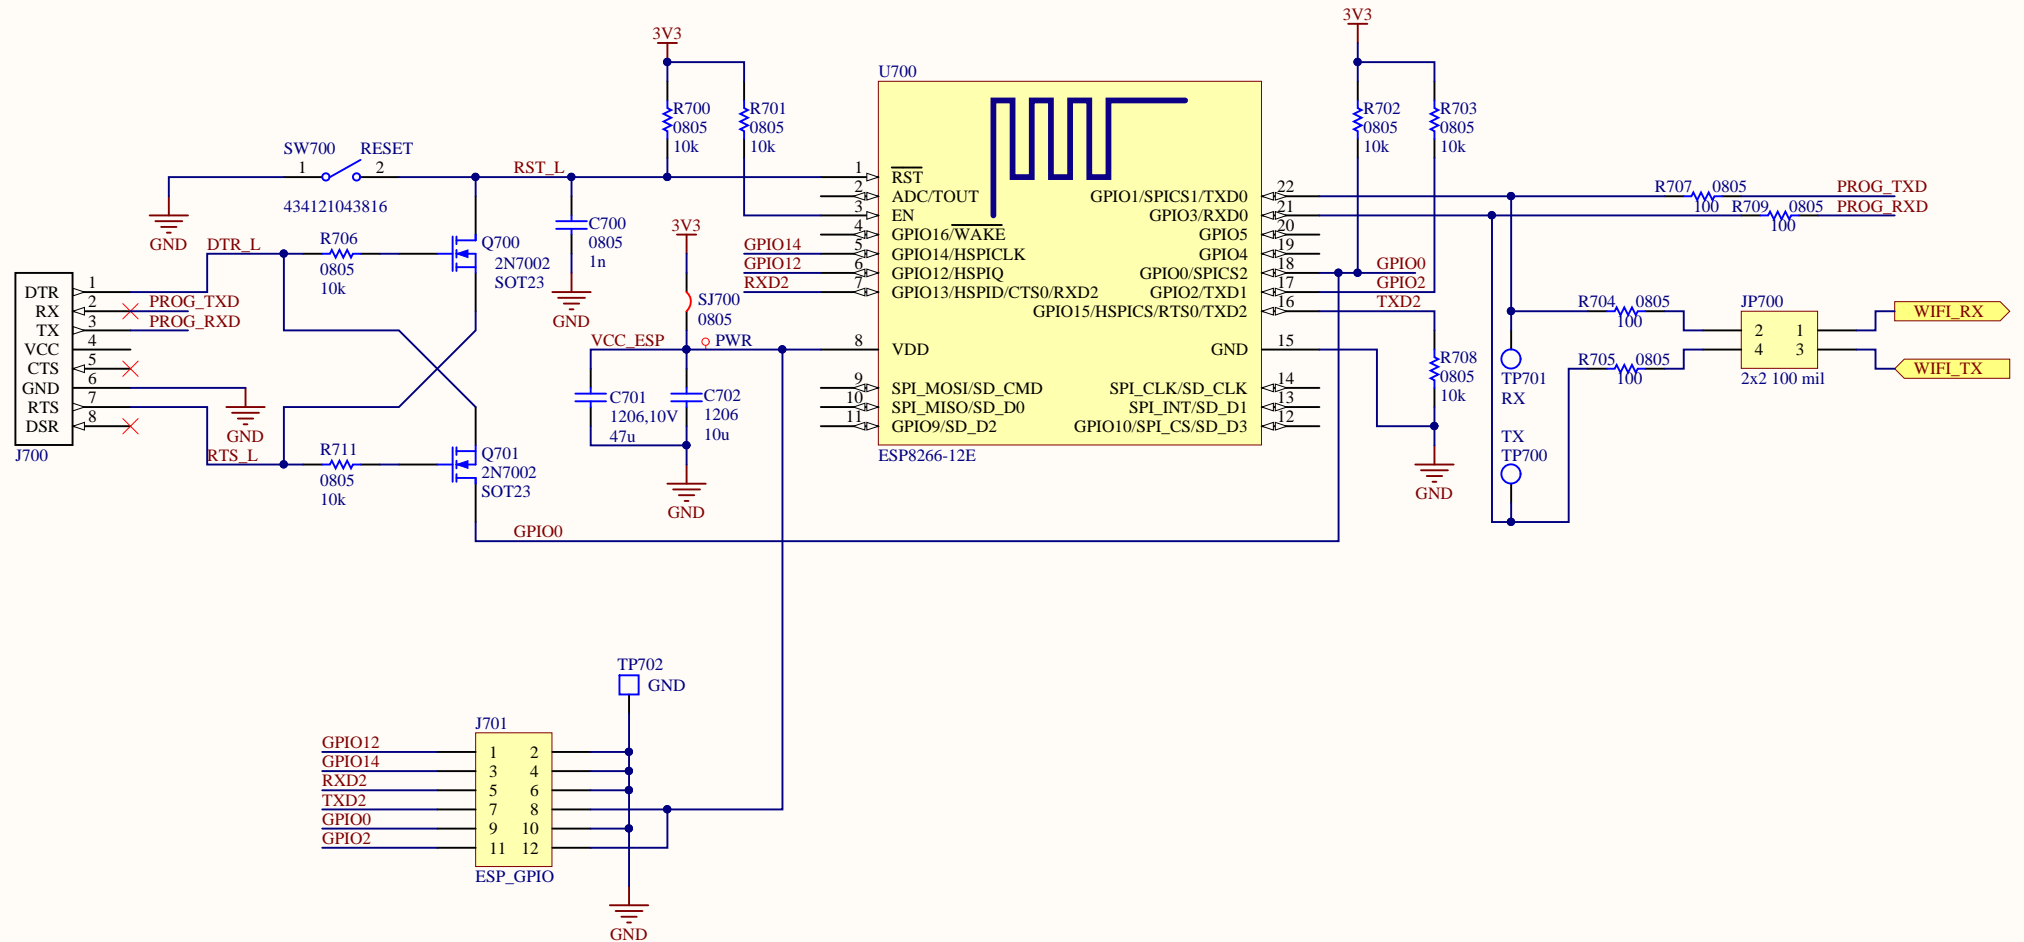 3V3
R700
0805
10k
R701
0805
10k
SW700
RESET
1
2
434121043816
GND
RST_L
C700
0805
1n
GND
DTR_L
R706
0805
10k
Q700
2N7002
SOT23
J700
DTR 1
RX 2 PROG_TXD
TX 3 PROG_RXD
VCC 4
CTS 5
GND 6
RTS 7
DSR 8
GND
RTS_L
R711
0805
10k
Q701
2N7002
SOT23
GPIO0
3V3
SJ700
0805
VCC_ESP
PWR
C701
1206,10V
47u
C702
1206
10u
GND
GPIO14
GPIO12
RXD2
U700
1 RST
2 ADC/TOUT
3 EN
4 GPIO16/WAKE
5 GPIO14/HSPICLK
6 GPIO12/HSPIQ
7 GPIO13/HSPID/CTS0/RXD2
8 VDD
9 SPI_MOSI/SD_CMD
10 SPI_MISO/SD_D0
11 GPIO9/SD_D2
GPIO1/SPICS1/TXD0 22
GPIO3/RXD0 21
GPIO5 20
GPIO4 19
GPIO0/SPICS2 18
GPIO2/TXD1 17
GPIO15/HSPICS/RTS0/TXD2 16
GND 15
SPI_CLK/SD_CLK 14
SPI_INT/SD_D1 13
GPIO10/SPI_CS/SD_D3 12
ESP8266-12E
3V3
R702
0805
10k
R703
0805
10k
GPIO0
GPIO2
TXD2
R708
0805
10k
GND
R707 0805
100
PROG_TXD
R709 0805
100
PROG_RXD
R704 0805
100
R705 0805
100
TP701
RX
TX
TP700
JP700
2 1
4 3
2x2 100 mil
WIFI_RX
WIFI_TX
TP702
GND
J701
GPIO12 1 2
GPIO14 3 4
RXD2 5 6
TXD2 7 8
GPIO0 9 10
GPIO2 11 12
ESP_GPIO
GND